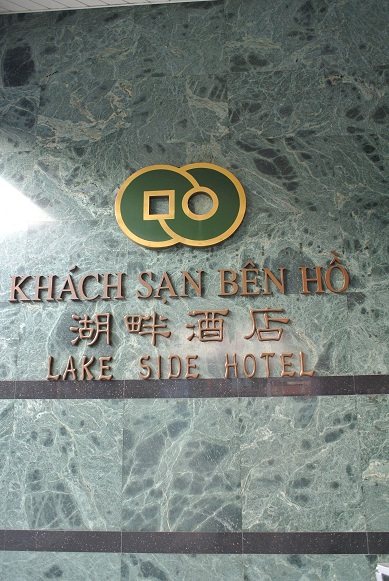 KHÁCH SẠN BÊN HỒ
湖畔酒店
LAKE SIDE HOTEL